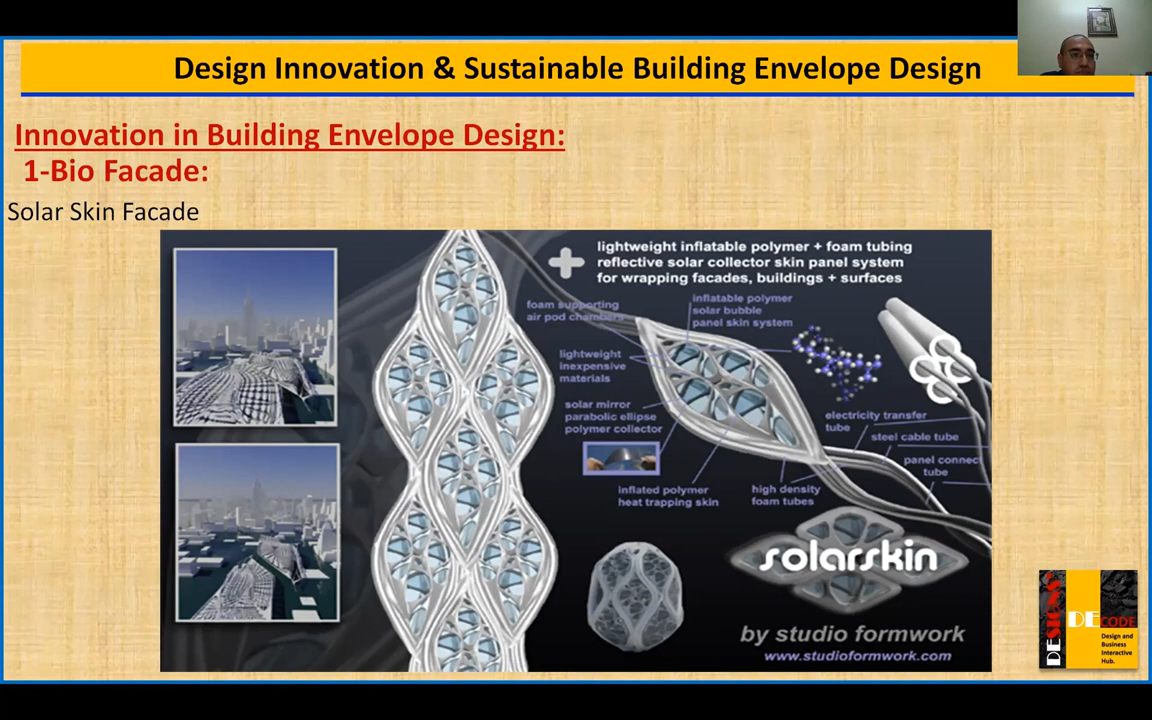 Design Innovation & Sustainable Building Envelope Design
Innovation in Building Envelope Design:
1-Bio Facade:
Solar Skin Facade
lightweight inflatable polymer + foam tubing
reflective solar collector skin panel system
for wrapping facades, buildings + surfaces
foam supporting
air pod chambers
inflatable polymer
solar bubble
panel skin system
lightweight
inexpensive
materials
solar mirror
parabolic ellipse
polymer collector
electricity transfer
tube
steel cable tube
panel connect
tube
inflated polymer
heat trapping skin
high density
foam tubes
solarskin
by studio formwork
www.studioformwork.com
DESIGNS
DECODE
Design and
Business
Interactive
Hub.